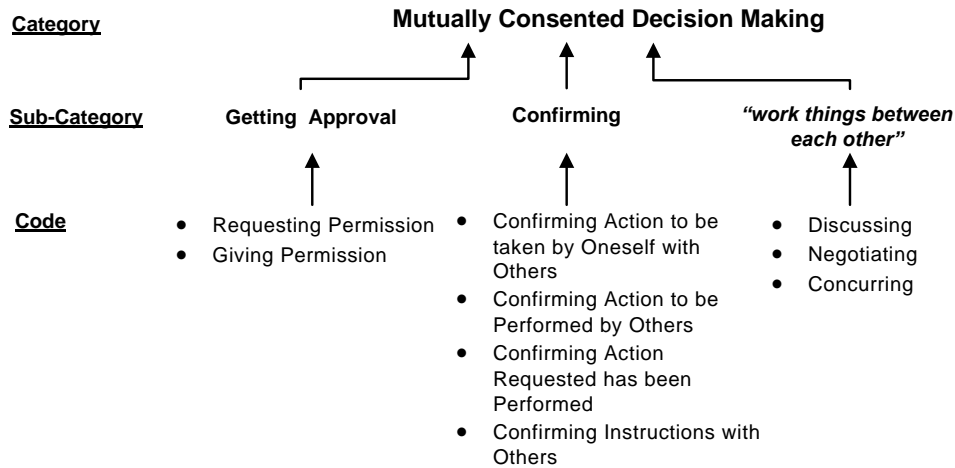 Category
Mutually Consented Decision Making
Sub-Category
Getting Approval
Confirming
“work things between
each other”
Code
• Requesting Permission
• Giving Permission
• Confirming Action to be
taken by Oneself with
Others
• Confirming Action to be
Performed by Others
• Confirming Action
Requested has been
Performed
• Confirming Instructions with
Others
• Discussing
• Negotiating
• Concurring